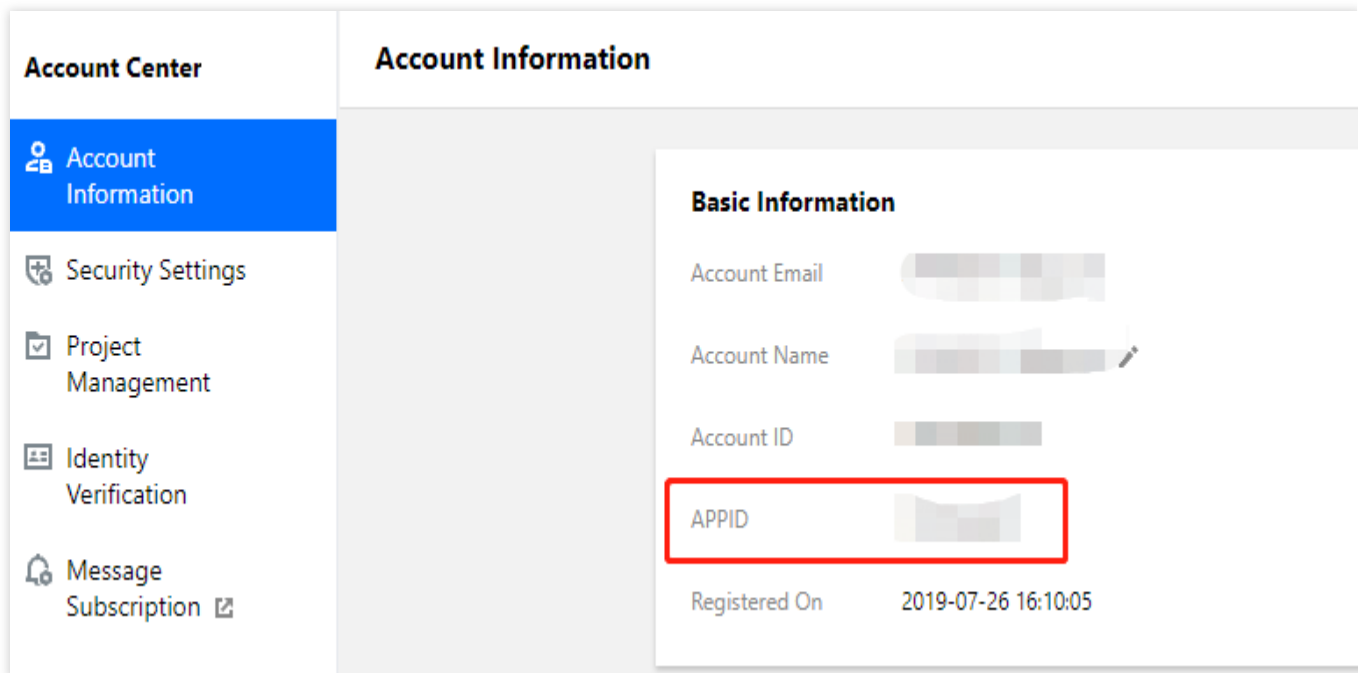 Account Center
Account
Information
Security Settings
Project
Management
Identity
Verification
Message
Subscription
Account Information
Basic Information
Account Email
Account Name
Account ID
APPID
Registered On 2019-07-26 16:10:05